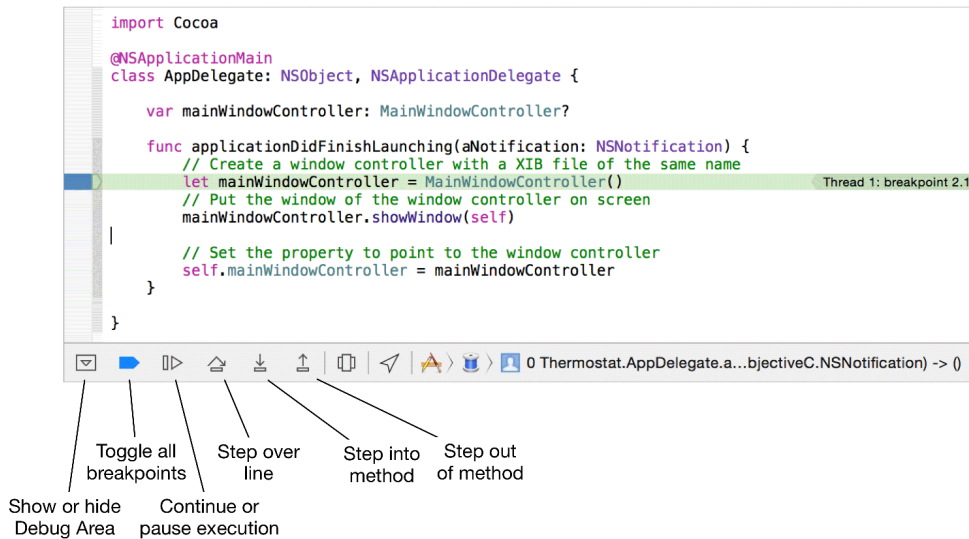 import Cocoa
@NSApplicationMain
class AppDelegate: NSObject, NSApplicationDelegate {
var mainWindowController: MainWindowController?
func applicationDidFinishLaunching(aNotification: NSNotification) {
// Create a window controller with a XIB file of the same name
let mainWindowController = MainWindowController()
Thread 1: breakpoint 2.1
// Put the window of the window controller on screen
mainWindowController.showWindow(self)
// Set the property to point to the window controller
self.mainWindowController = mainWindowController
}
}
0 Thermostat.AppDelegate.a...bjectiveC.NSNotification) -> ()
Toggle all
breakpoints
Step over
line
Step into
method
Step out
of method
Show or hide
Debug Area
Continue or
pause execution